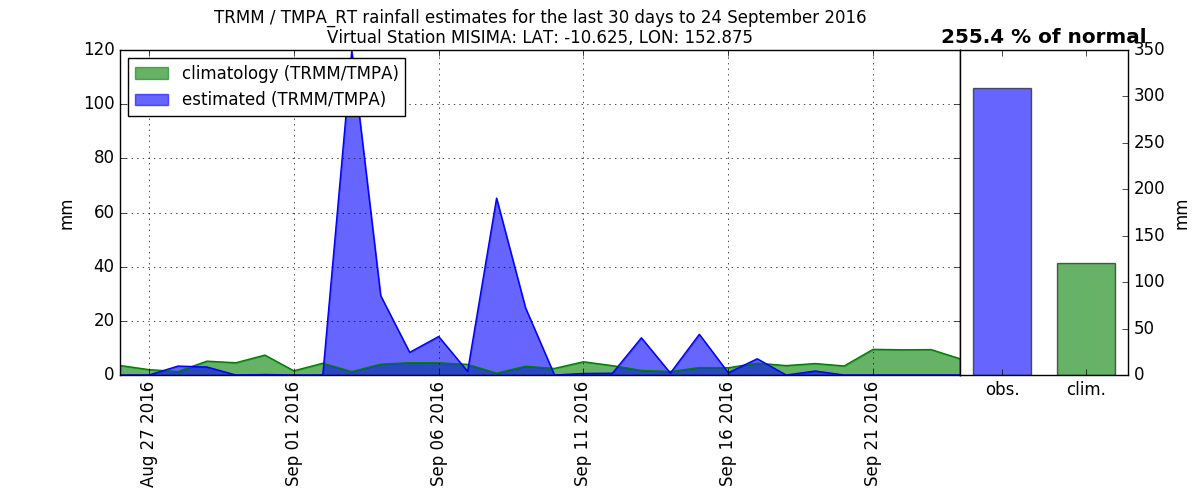 TRMM / TMPA_RT rainfall estimates for the last 30 days to 24 September 2016
Virtual Station MISIMA: LAT: -10.625, LON: 152.875
255.4 % of normal
climatology (TRMM/TMPA)
estimated (TRMM/TMPA)
120
100
80
60
40
20
0
mm
Aug 27 2016
Sep 01 2016
Sep 06 2016
Sep 11 2016
Sep 16 2016
Sep 21 2016
350
300
250
200
150
100
50
0
mm
obs.
clim.